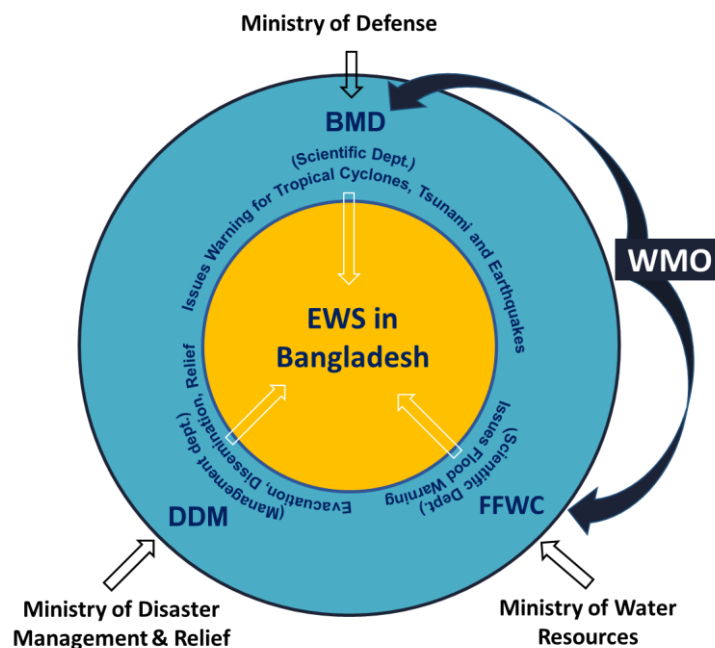 Ministry of Defense
BMD
(Scientific Dept.)
Issues Warning for Tropical Cyclones, Tsunami and Earthquakes
WMO
EWS in
Bangladesh
Evacuation, Dissemination, Relief
(Management dept.)
DDM
(Scientific Dept.)
Issues Flood Warning
FFWC
Ministry of Disaster
Management & Relief
Ministry of Water
Resources